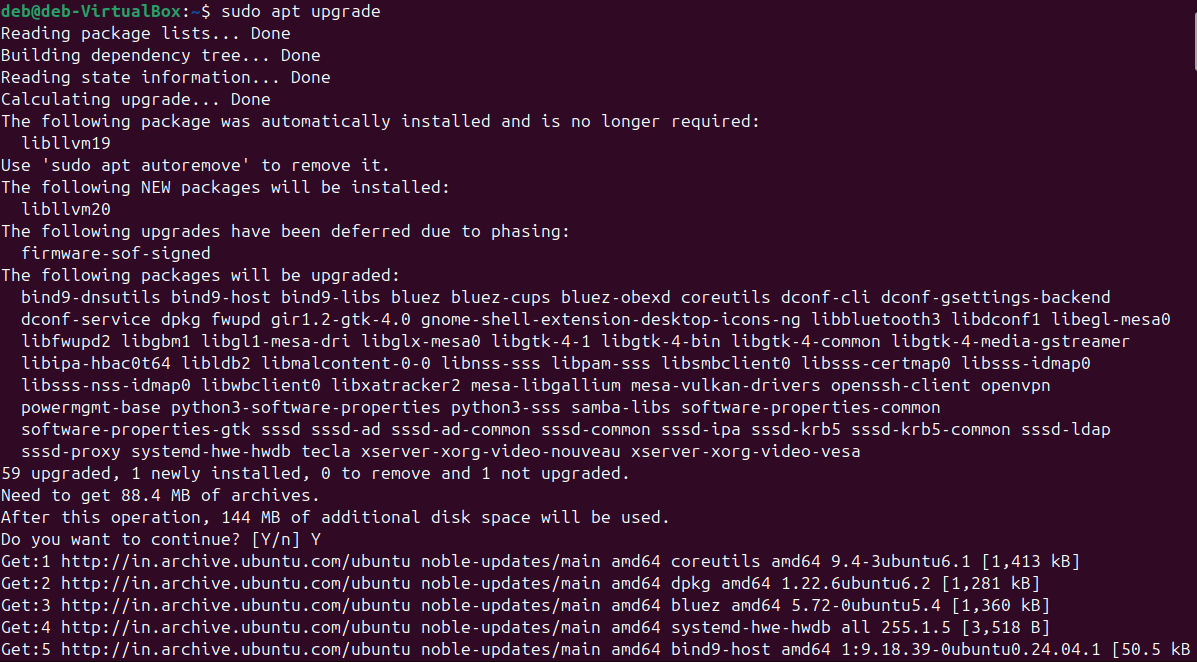 deb@deb-VirtualBox:~$ sudo apt upgrade
Reading package lists... Done
Building dependency tree... Done
Reading state information... Done
Calculating upgrade... Done
The following package was automatically installed and is no longer required:
  libllvm19
Use 'sudo apt autoremove' to remove it.
The following NEW packages will be installed:
  libllvm20
The following upgrades have been deferred due to phasing:
  firmware-sof-signed
The following packages will be upgraded:
  bind9-dnsutils bind9-host bind9-libs bluez bluez-cups bluez-obexd coreutils dconf-cli dconf-gsettings-backend
  dconf-service dpkg fwupd gir1.2-gtk-4.0 gnome-shell-extension-desktop-icons-ng libbluetooth3 libdconf1 libegl-mesa0
  libfwupd2 libgbm1 libgl1-mesa-dri libglx-mesa0 libgtk-4-1 libgtk-4-bin libgtk-4-common libgtk-4-media-gstreamer
  libipa-hbac0t64 libldb2 libmalcontent-0-0 libnss-sss libpam-sss libsmbclient0 libsss-certmap0 libsss-idmap0
  libsss-nss-idmap0 libwbclient0 libxatracker2 mesa-libgallium mesa-vulkan-drivers openssh-client openvpn
  powermgmt-base python3-software-properties python3-sss samba-libs software-properties-common
  software-properties-gtk sssd sssd-ad sssd-ad-common sssd-common sssd-ipa sssd-krb5 sssd-krb5-common sssd-ldap
  sssd-proxy systemd-hwe-hwdb tecla xserver-xorg-video-nouveau xserver-xorg-video-vesa
59 upgraded, 1 newly installed, 0 to remove and 1 not upgraded.
Need to get 88.4 MB of archives.
After this operation, 144 MB of additional disk space will be used.
Do you want to continue? [Y/n] Y
Get:1 http://in.archive.ubuntu.com/ubuntu noble-updates/main amd64 coreutils amd64 9.4-3ubuntu6.1 [1,413 kB]
Get:2 http://in.archive.ubuntu.com/ubuntu noble-updates/main amd64 dpkg amd64 1.22.6ubuntu6.2 [1,281 kB]
Get:3 http://in.archive.ubuntu.com/ubuntu noble-updates/main amd64 bluez amd64 5.72-0ubuntu5.4 [1,360 kB]
Get:4 http://in.archive.ubuntu.com/ubuntu noble-updates/main amd64 systemd-hwe-hwdb all 255.1.5 [3,518 B]
Get:5 http://in.archive.ubuntu.com/ubuntu noble-updates/main amd64 bind9-host amd64 1:9.18.39-0ubuntu0.24.04.1 [50.5 kB